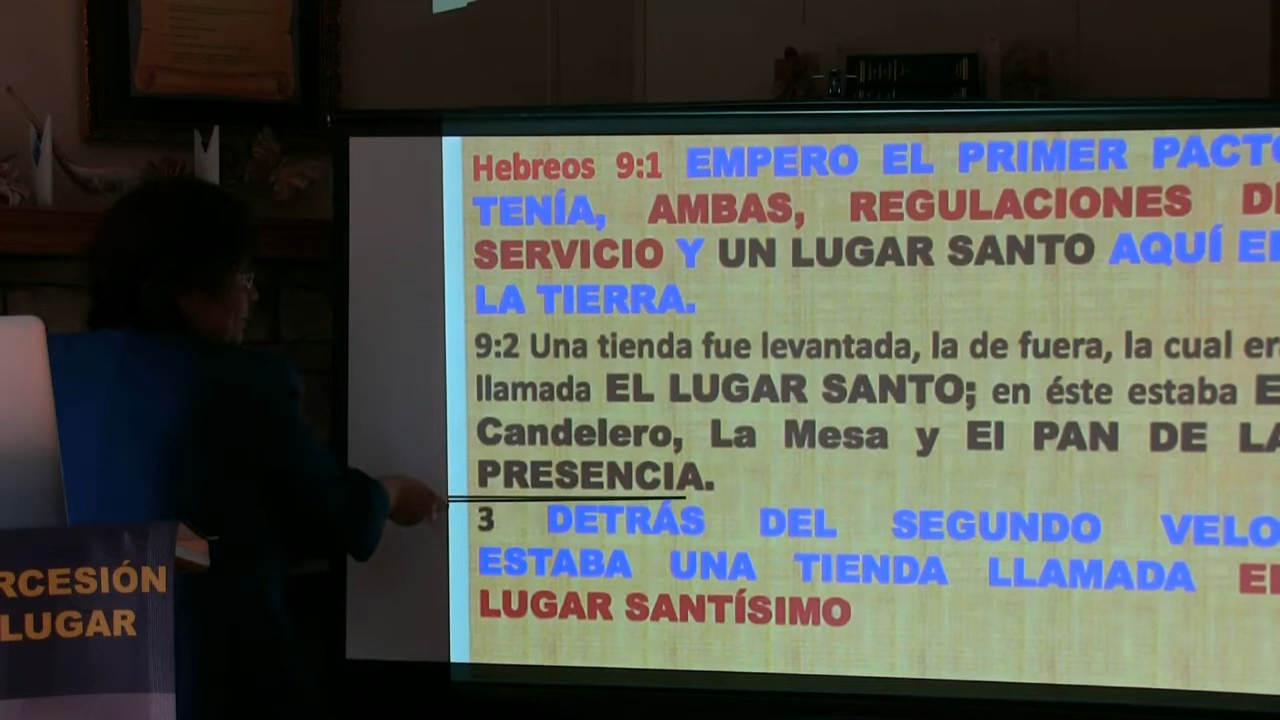 Hebreos 9:1 EMPERO EL PRIMER PACTO
TENÍA, AMBAS, REGULACIONES DE
SERVICIO Y UN LUGAR SANTO AQUÍ EN
LA TIERRA.
9:2 Una tienda fue levantada, la de fuera, la cual er
llamada EL LUGAR SANTO; en éste estaba E
Candelero, La Mesa y El PAN DE LA
PRESENCIA.
3 DETRÁS DEL SEGUNDO VELO
ESTABA UNA TIENDA LLAMADA EL
LUGAR SANTÍSIMO
RCESIÓN
LUGAR